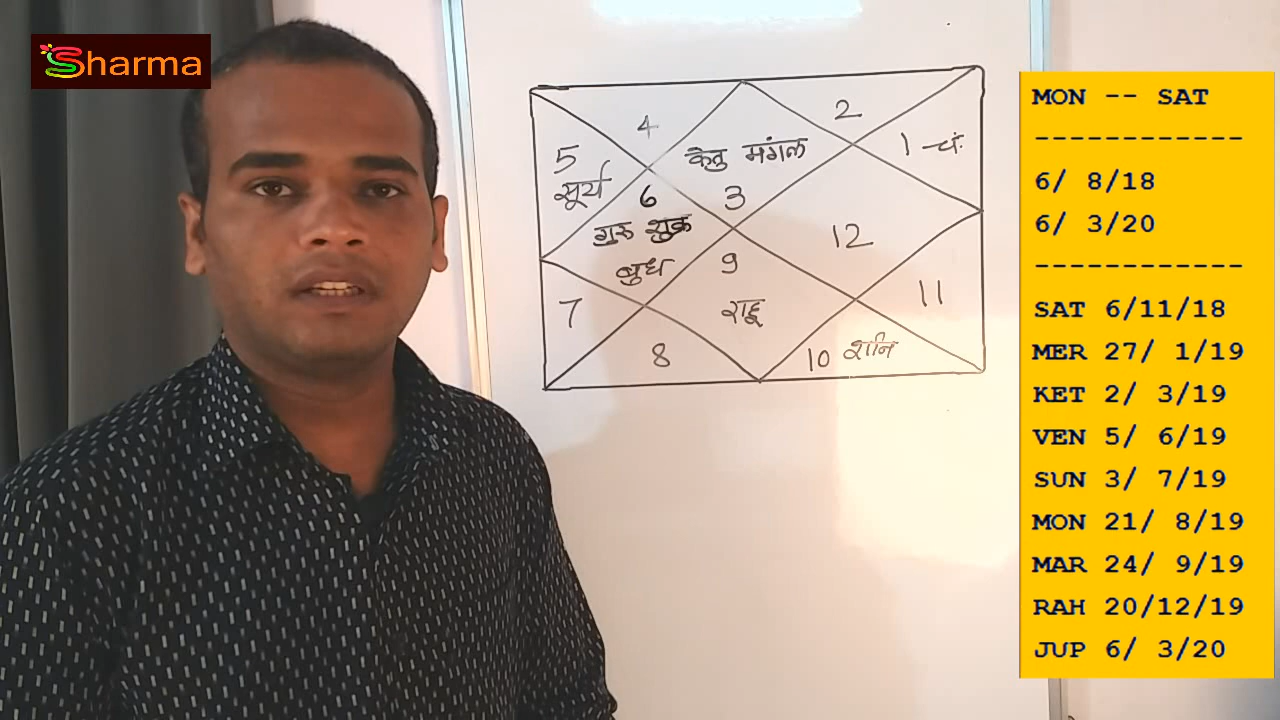 Sharma
4
2
5
सूर्य
केतु मंगल
1 चं.
6
3
गुरू शुक्र
12
बुध
9
राहू
7
11
8
10 शनि
MON -- SAT
------------
6/ 8/18
6/ 3/20
------------
SAT 6/11/18
MER 27/ 1/19
KET 2/ 3/19
VEN 5/ 6/19
SUN 3/ 7/19
MON 21/ 8/19
MAR 24/ 9/19
RAH 20/12/19
JUP 6/ 3/20